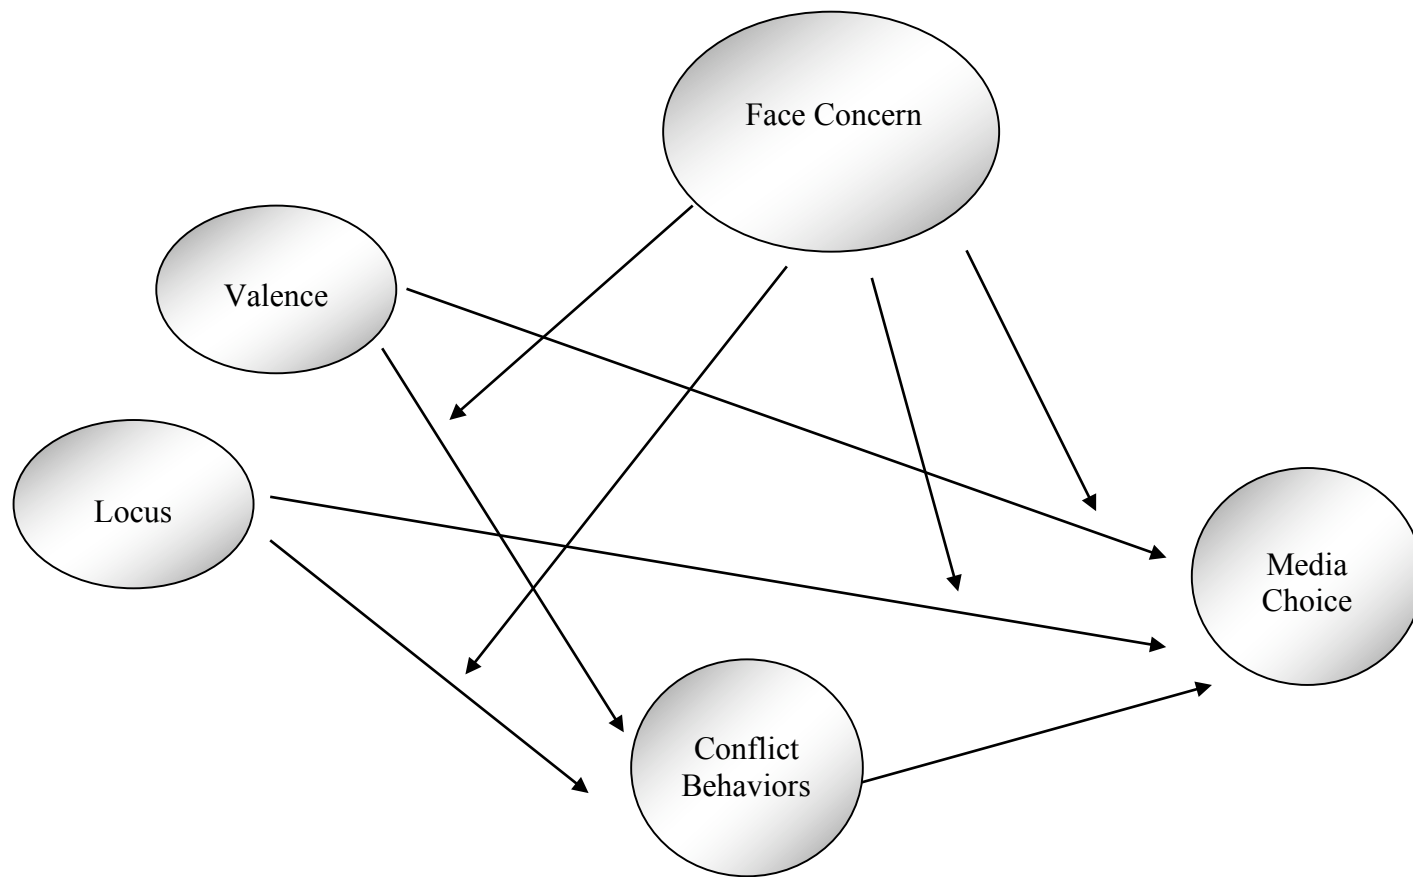 Face Concern
Valence
Locus
Media
Choice
Conflict
Behaviors